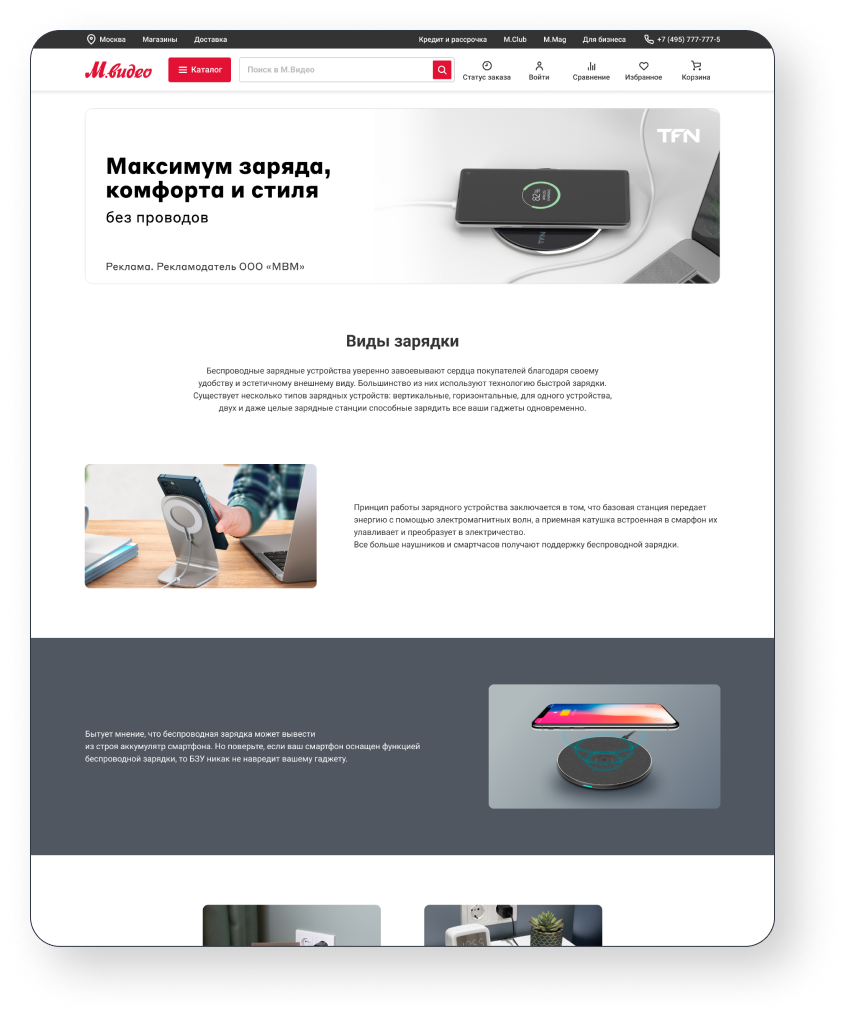 Москва Магазины Доставка Кредит и рассрочка M.Club M.Mag Для бизнеса +7 (495) 777-777-5
М.видео Каталог Поиск в М.Видео Статус заказа Войти Сравнение Избранное Корзина
TFN
Максимум заряда,
комфорта и стиля
без проводов
82%
TFN
Реклама. Рекламодатель ООО «МВМ»
Виды зарядки
Беспроводные зарядные устройства уверенно завоевывают сердца покупателей благодаря своему
удобству и эстетичному внешнему виду. Большинство из них используют технологию быстрой зарядки.
Существует несколько типов зарядных устройств: вертикальные, горизонтальные, для одного устройства,
двух и даже целые зарядные станции способные зарядить все ваши гаджеты одновременно.
Принцип работы зарядного устройства заключается в том, что базовая станция передает
энергию с помощью электромагнитных волн, а приемная катушка встроенная в смарфон их
улавливает и преобразует в электричество.
Все больше наушников и смартчасов получают поддержку беспроводной зарядки.
Бытует мнение, что беспроводная зарядка может вывести
из строя аккумулятр смартфона. Но поверьте, если ваш смартфон оснащен функцией
беспроводной зарядки, то БЗУ никак не навредит вашему гаджету.